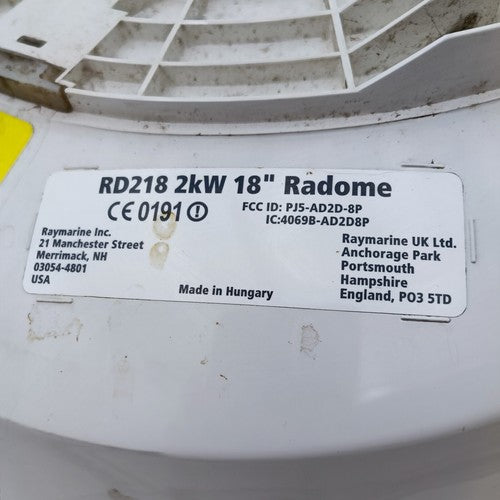 RD218 2kW 18" Radome
CE 0191
FCC ID: PJ5-AD2D-8P
IC:4069B-AD2D8P
Raymarine Inc.
21 Manchester Street
Merrimack, NH
03054-4801
USA
Made in Hungary
Raymarine UK Ltd.
Anchorage Park
Portsmouth
Hampshire
England, PO3 5TD